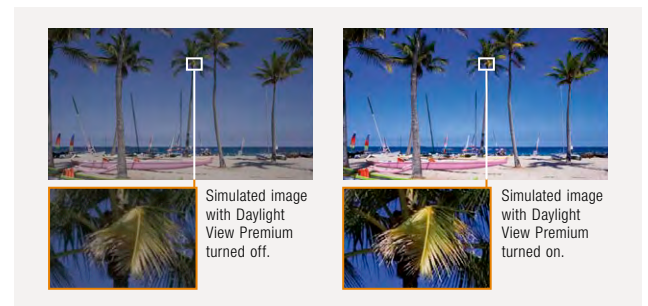 Simulated image
with Daylight
View Premium
turned off.
Simulated image
with Daylight
View Premium
turned on.